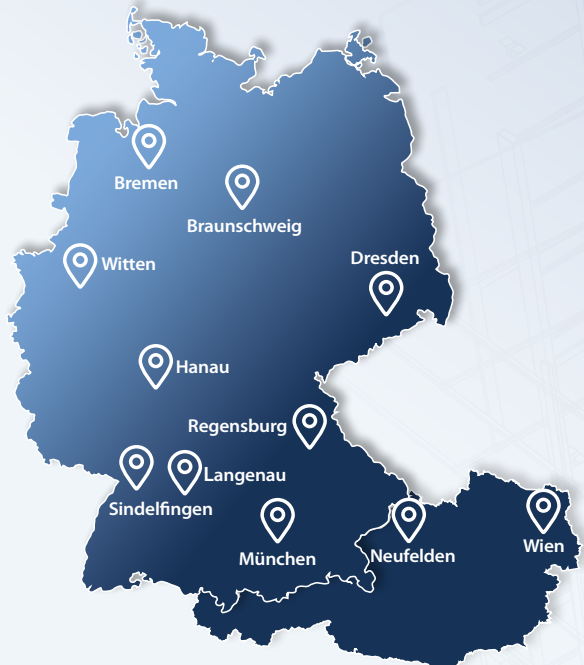 Bremen
Braunschweig
Witten
Dresden
Hanau
Regensburg
Langenau
Sindelfingen
München
Neufelden
Wien